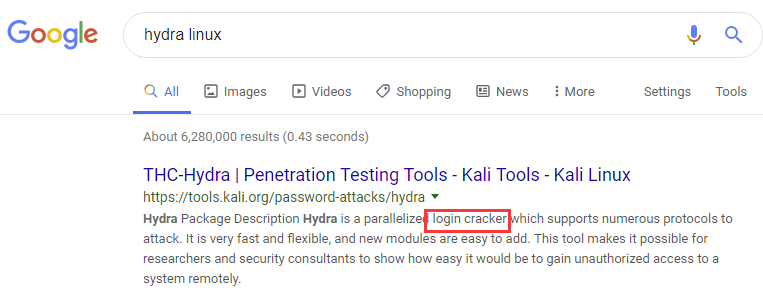 Google
hydra linux
All Images Videos Shopping News More Settings Tools
About 6,280,000 results (0.43 seconds)
THC-Hydra | Penetration Testing Tools - Kali Tools - Kali Linux
https://tools.kali.org/password-attacks/hydra
Hydra Package Description Hydra is a parallelized login cracker which supports numerous protocols to
attack. It is very fast and flexible, and new modules are easy to add. This tool makes it possible for
researchers and security consultants to show how easy it would be to gain unauthorized access to a
system remotely.